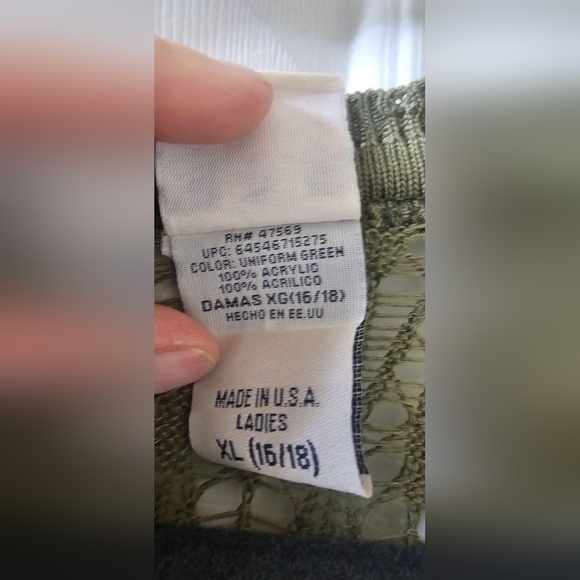 RN# 47569
UPC: 64546715275
COLOR: UNIFORM GREEN
100% ACRYLIC
100% ACRILICO
DAMAS XG(16/18)
HECHO EN EE.UU
MADE IN U.S.A.
LADIES
XL (16/18)